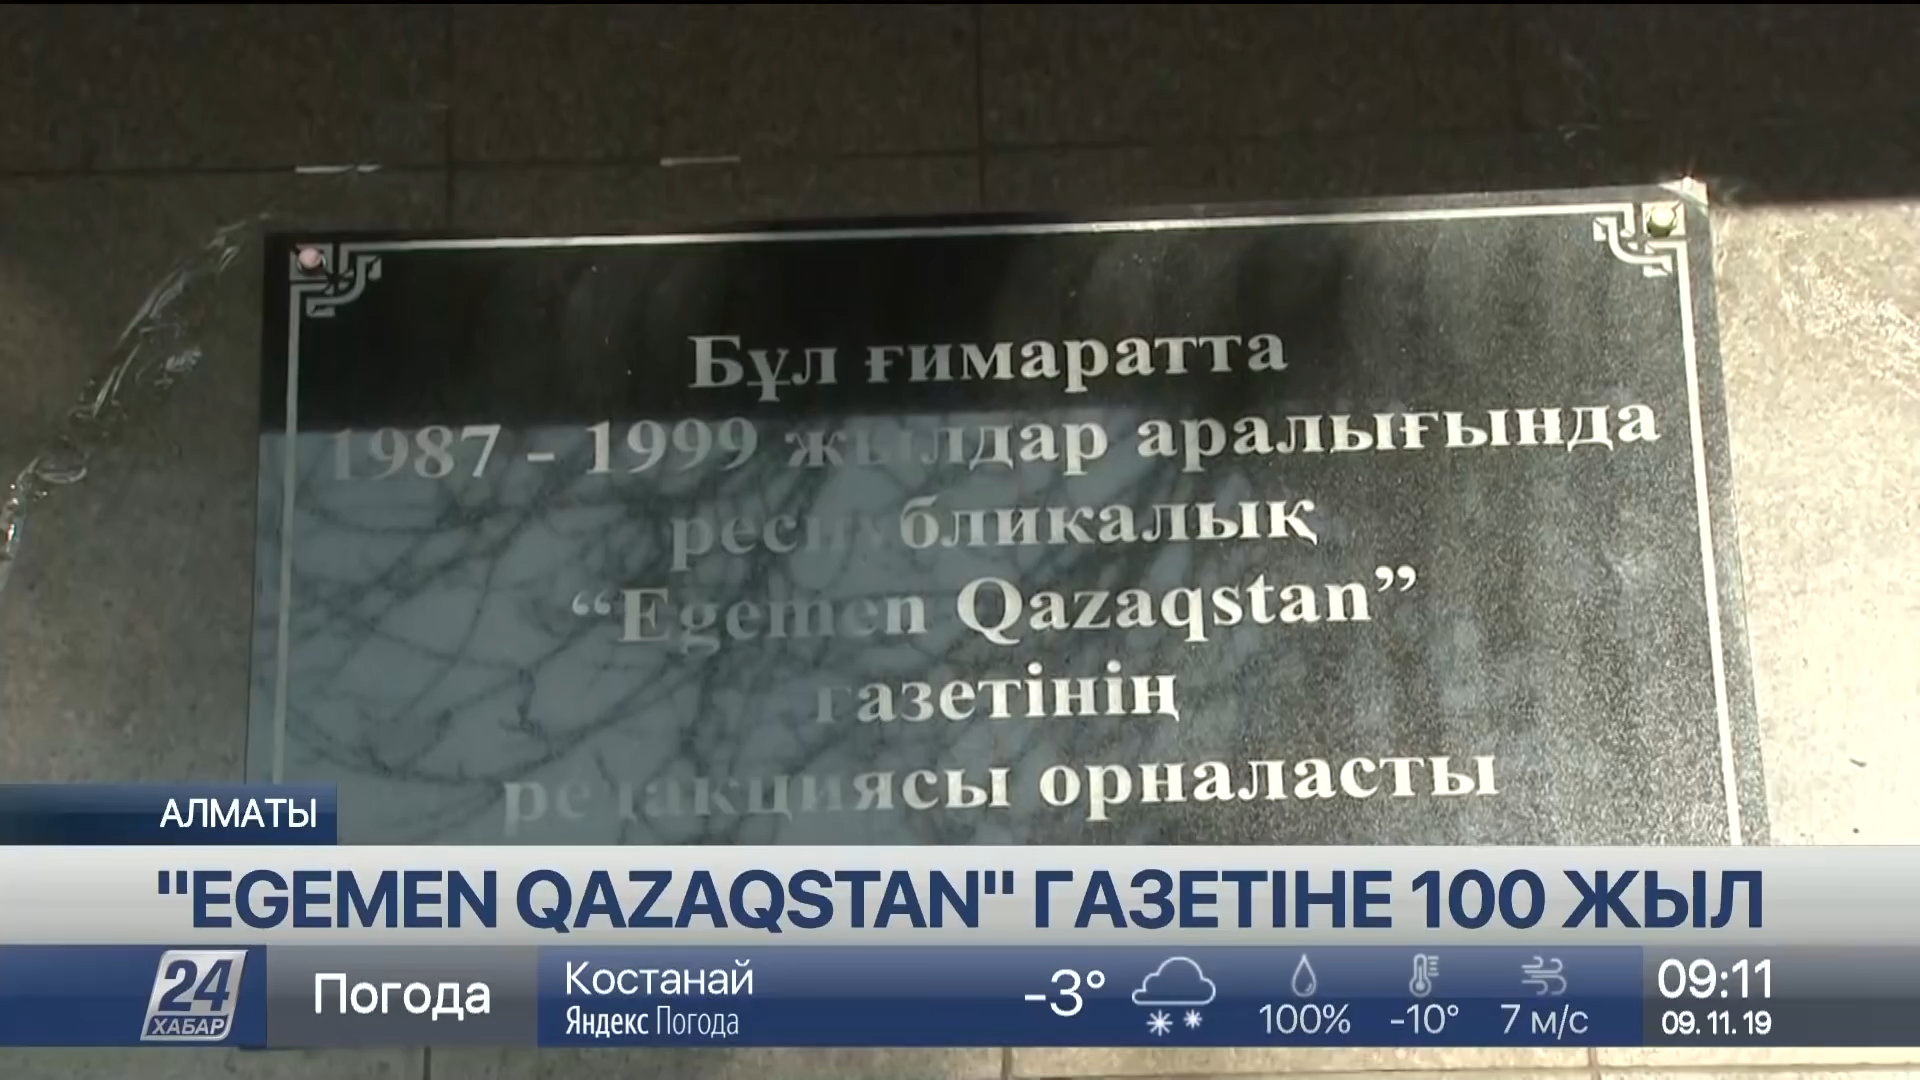 Бұл ғимаратта
1987 - 1999 жылдар аралығында
республикалық
“Egemen Qazaqstan”
газетінің
редакциясы орналасты
АЛМАТЫ
"EGEMEN QAZAQSTAN" ГАЗЕТІНЕ 100 ЖЫЛ
24
ХАБАР
Погода
Костанай
Яндекс Погода
-3°
100%
-10°
7 м/с
09:11
09.11.19